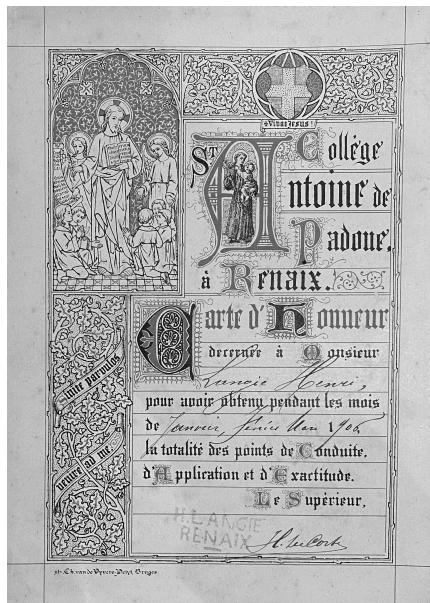 Vivat Jesus!
Collège
St Antoine de
Padoue,
à Renaix.
Carte d'Honneur
décernée à Monsieur
Langie Henri,
pour avoir obtenu pendant les mois
de Janvier, février Mars 1906
la totalité des points de Conduite,
d'Application et d'Exactitude.
Le Supérieur,
H. LANGIE
RENAIX
sinite parvulos
venire ad me